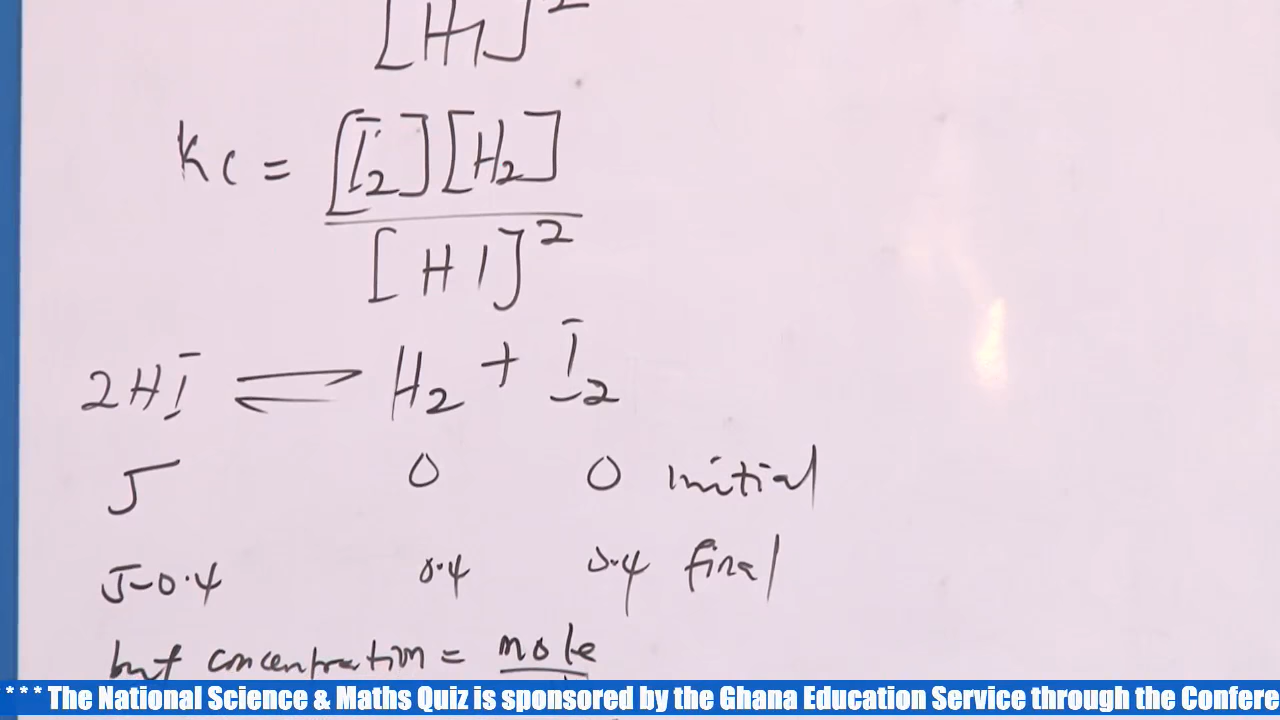 [HI]²
Kc = [I₂][H₂]
[HI]²
2HI ⇌ H₂ + I₂
5 0 0 initial
5-0.4 0.4 0.4 final
but concentration = mole
* * * * The National Science & Maths Quiz is sponsored by the Ghana Education Service through the Confere